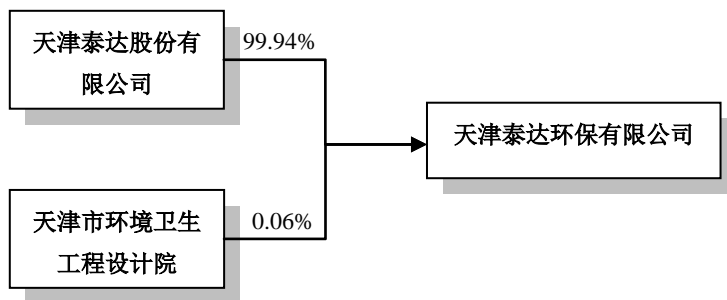 天津泰达股份有
限公司
99.94%
天津泰达环保有限公司
天津市环境卫生
工程设计院
0.06%